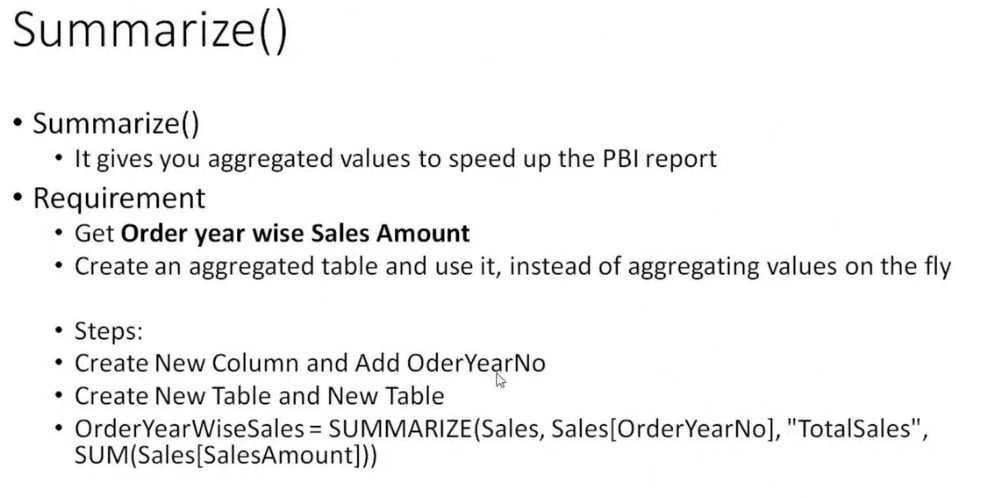 Summarize()
• Summarize()
• It gives you aggregated values to speed up the PBI report
• Requirement
• Get Order year wise Sales Amount
• Create an aggregated table and use it, instead of aggregating values on the fly
• Steps:
• Create New Column and Add OderYearNo
• Create New Table and New Table
• OrderYearWiseSales = SUMMARIZE(Sales, Sales[OrderYearNo], "TotalSales",
SUM(Sales[SalesAmount]))